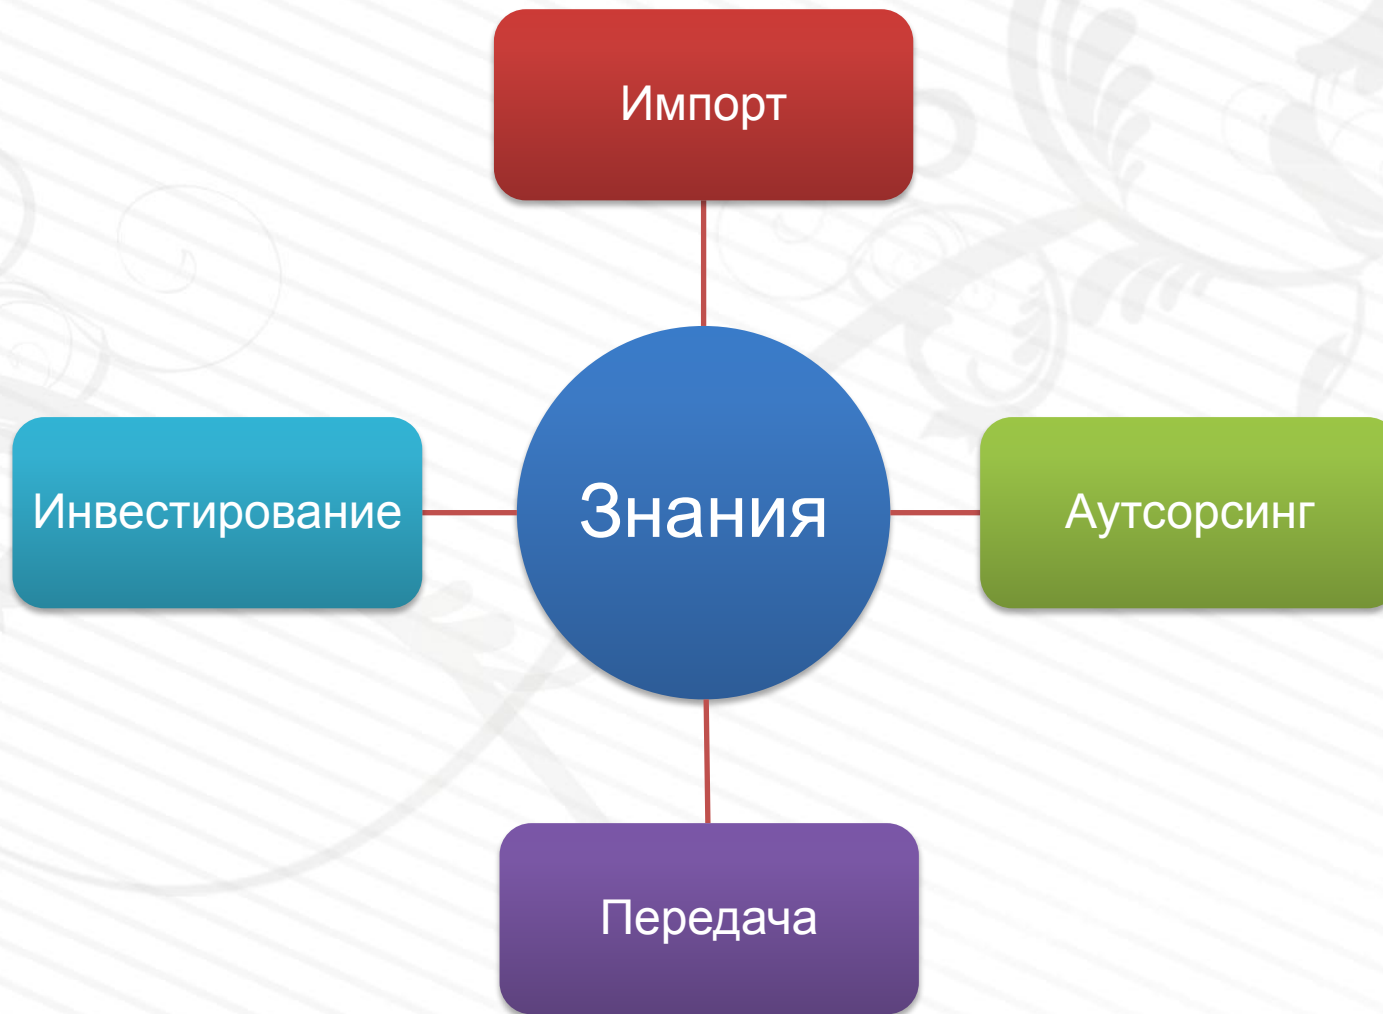 Импорт
Инвестирование
Знания
Аутсорсинг
Передача